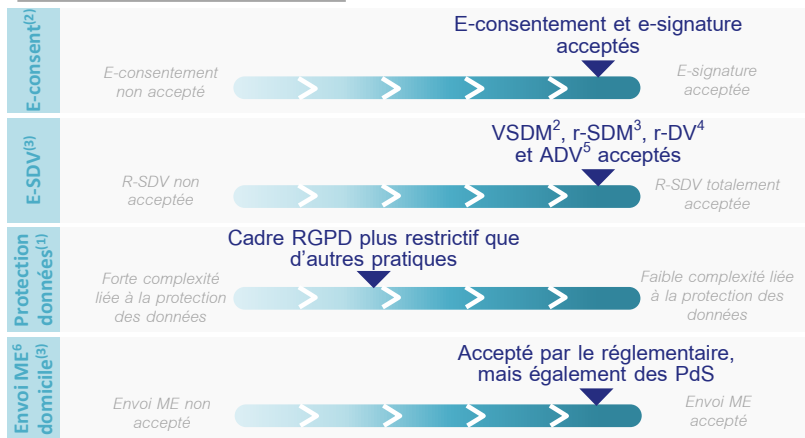 E-consent(2)
E-consentement et e-signature
acceptés
E-consentement
non accepté
E-signature
acceptée
E-SDV(3)
VSDM2, r-SDM3, r-DV4
et ADV5 acceptés
R-SDV non
acceptée
R-SDV totalement
acceptée
Protection
données(1)
Cadre RGPD plus restrictif que
d'autres pratiques
Forte complexité
liée à la protection
des données
Faible complexité liée
à la protection des
données
Envoi ME6
domicile(3)
Accepté par le réglementaire,
mais également des PdS
Envoi ME non
accepté
Envoi ME
accepté